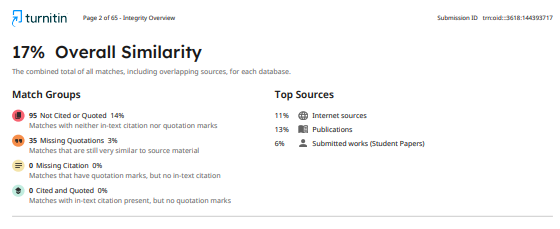 turnitin Page 2 of 65 - Integrity Overview Submission ID trn:oid:::3618:144393717
17% Overall Similarity
The combined total of all matches, including overlapping sources, for each database.
Match Groups
95 Not Cited or Quoted 14%
Matches with neither in-text citation nor quotation marks
35 Missing Quotations 3%
Matches that are still very similar to source material
0 Missing Citation 0%
Matches that have quotation marks, but no in-text citation
0 Cited and Quoted 0%
Matches with in-text citation present, but no quotation marks
Top Sources
11% Internet sources
13% Publications
6% Submitted works (Student Papers)